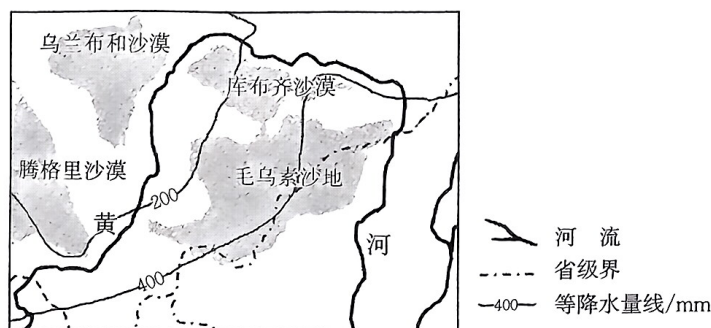 乌兰布和沙漠
库布齐沙漠
腾格里沙漠
毛乌素沙地
200
黄
河
400
河 流
省级界
400 等降水量线/mm